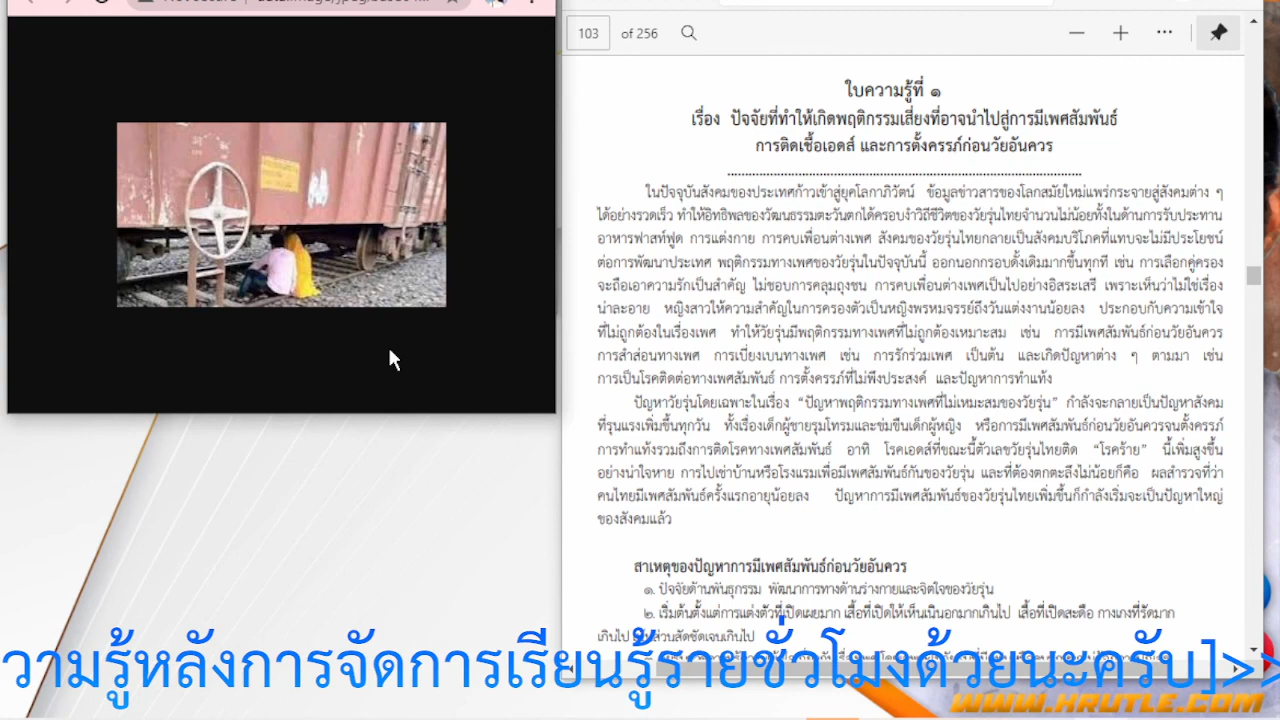 103 of 256
ใบความรู้ที่ ๑
เรื่อง ปัจจัยที่ทำให้เกิดพฤติกรรมเสี่ยงที่อาจนำไปสู่การมีเพศสัมพันธ์
การติดเชื้อเอดส์ และการตั้งครรภ์ก่อนวัยอันควร
ในปัจจุบันสังคมของประเทศก้าวเข้าสู่ยุคโลกาภิวัตน์ ข้อมูลข่าวสารของโลกสมัยใหม่แพร่กระจายสู่สังคมต่าง ๆ
ได้อย่างรวดเร็ว ทำให้อิทธิพลของวัฒนธรรมตะวันตกได้ครอบงำวิถีชีวิตของวัยรุ่นไทยจำนวนไม่น้อยทั้งในด้านการรับประทาน
อาหารฟาสท์ฟูด การแต่งกาย การคบเพื่อนต่างเพศ สังคมของวัยรุ่นไทยกลายเป็นสังคมบริโภคที่แทบจะไม่มีประโยชน์
ต่อการพัฒนาประเทศ พฤติกรรมทางเพศของวัยรุ่นในปัจจุบันนี้ ออกนอกกรอบดั้งเดิมมากขึ้นทุกที เช่น การเลือกคู่ครอง
จะถือเอาความรักเป็นสำคัญ ไม่ชอบการคลุมถุงชน การคบเพื่อนต่างเพศเป็นไปอย่างอิสระเสรี เพราะเห็นว่าไม่ใช่เรื่อง
น่าละอาย หญิงสาวให้ความสำคัญในการครองตัวเป็นหญิงพรหมจรรย์ถึงวันแต่งงานน้อยลง ประกอบกับความเข้าใจ
ที่ไม่ถูกต้องในเรื่องเพศ ทำให้วัยรุ่นมีพฤติกรรมทางเพศที่ไม่ถูกต้องเหมาะสม เช่น การมีเพศสัมพันธ์ก่อนวัยอันควร
การสำส่อนทางเพศ การเบี่ยงเบนทางเพศ เช่น การรักร่วมเพศ เป็นต้น และเกิดปัญหาต่าง ๆ ตามมา เช่น
การเป็นโรคติดต่อทางเพศสัมพันธ์ การตั้งครรภ์ที่ไม่พึงประสงค์ และปัญหาการทำแท้ง
ปัญหาวัยรุ่นโดยเฉพาะในเรื่อง “ปัญหาพฤติกรรมทางเพศที่ไม่เหมะสมของวัยรุ่น” กำลังจะกลายเป็นปัญหาสังคม
ที่รุนแรงเพิ่มขึ้นทุกวัน ทั้งเรื่องเด็กผู้ชายรุมโทรมและข่มขืนเด็กผู้หญิง หรือการมีเพศสัมพันธ์ก่อนวัยอันควรจนตั้งครรภ์
การทำแท้งรวมถึงการติดโรคทางเพศสัมพันธ์ อาทิ โรคเอดส์ที่ขณะนี้ตัวเลขวัยรุ่นไทยติด “โรคร้าย” นี้เพิ่มสูงขึ้น
อย่างน่าใจหาย การไปเช่าบ้านหรือโรงแรมเพื่อมีเพศสัมพันธ์กันของวัยรุ่น และที่ต้องตกตะลึงไม่น้อยก็คือ ผลสำรวจที่ว่า
คนไทยมีเพศสัมพันธ์ครั้งแรกอายุน้อยลง ปัญหาการมีเพศสัมพันธ์ของวัยรุ่นไทยเพิ่มขึ้นก็กำลังเริ่มจะเป็นปัญหาใหญ่
ของสังคมแล้ว
สาเหตุของปัญหาการมีเพศสัมพันธ์ก่อนวัยอันควร
๑. ปัจจัยด้านพันธุกรรม พัฒนาการทางด้านร่างกายและจิตใจของวัยรุ่น
๒. เริ่มต้นตั้งแต่การแต่งตัวที่เปิดเผยมาก เสื้อที่เปิดให้เห็นเนินอกมากเกินไป เสื้อที่เปิดสะดือ กางเกงที่รัดมาก
เกินไป
วามรู้หลังการจัดการเรียนรู้รายชั่วโมงด้วยนะครับ]>>
WWW.HRUTLE.COM